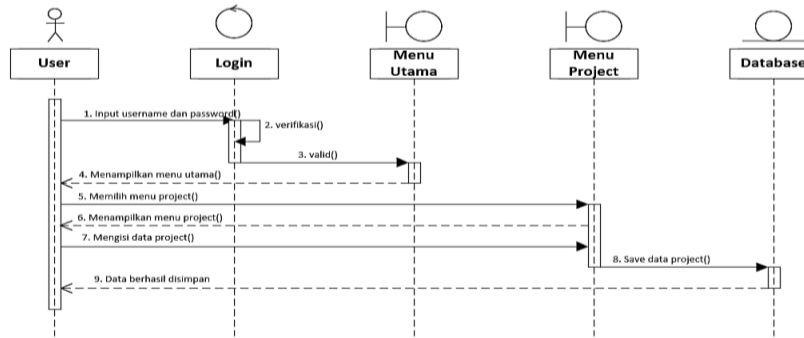 User
Login
Menu
Utama
Menu
Project
Database
1. Input username dan password()
2. verifikasi()
3. valid()
4. Menampilkan menu utama()
5. Memilih menu project()
6. Menampilkan menu project()
7. Mengisi data project()
8. Save data project()
9. Data berhasil disimpan